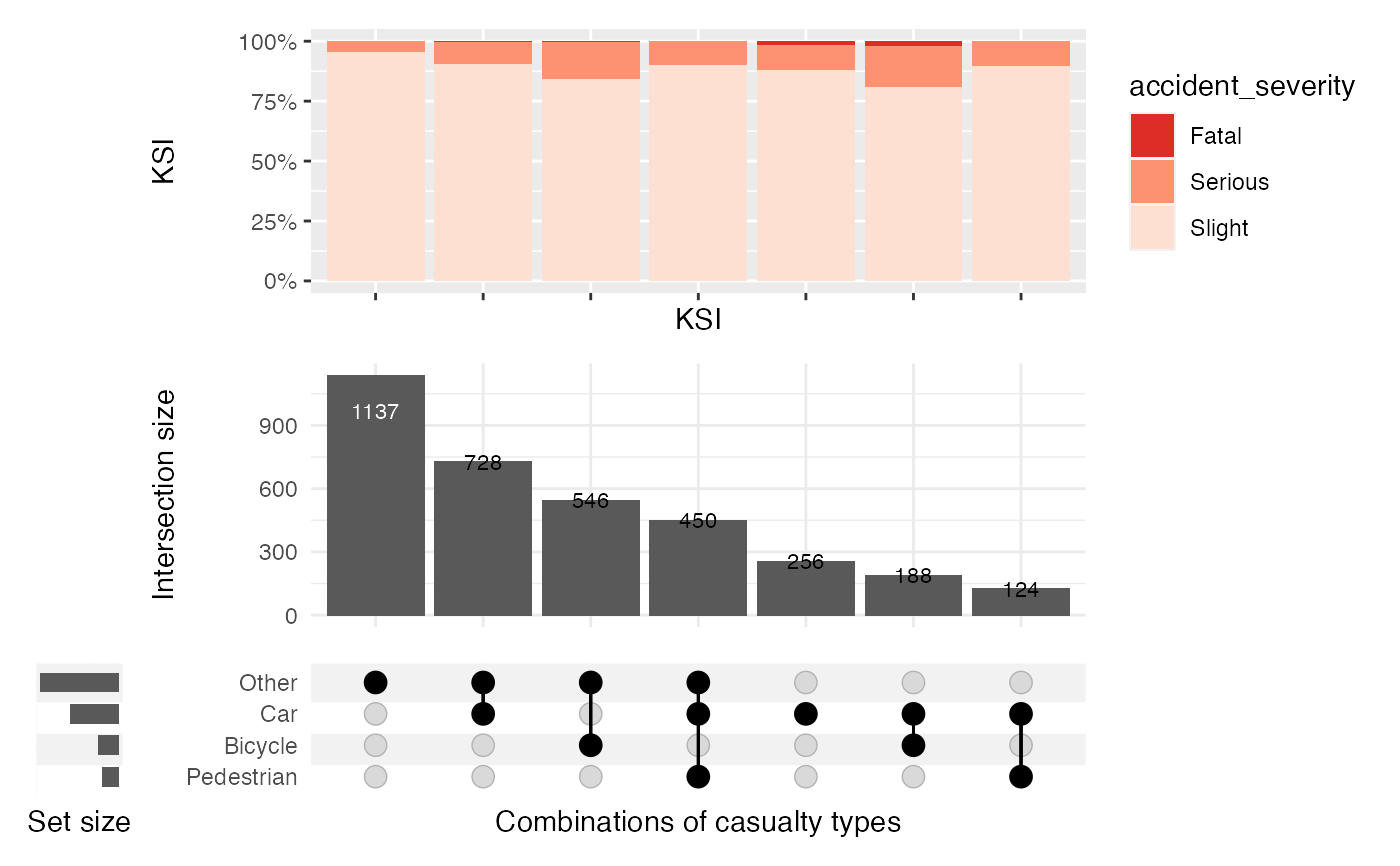 100%
75%
50%
25%
0%
KSI
KSI
accident_severity
Fatal
Serious
Slight
Intersection size
900
600
300
0
1137
728
546
450
256
188
124
Other
Car
Bicycle
Pedestrian
Set size
Combinations of casualty types